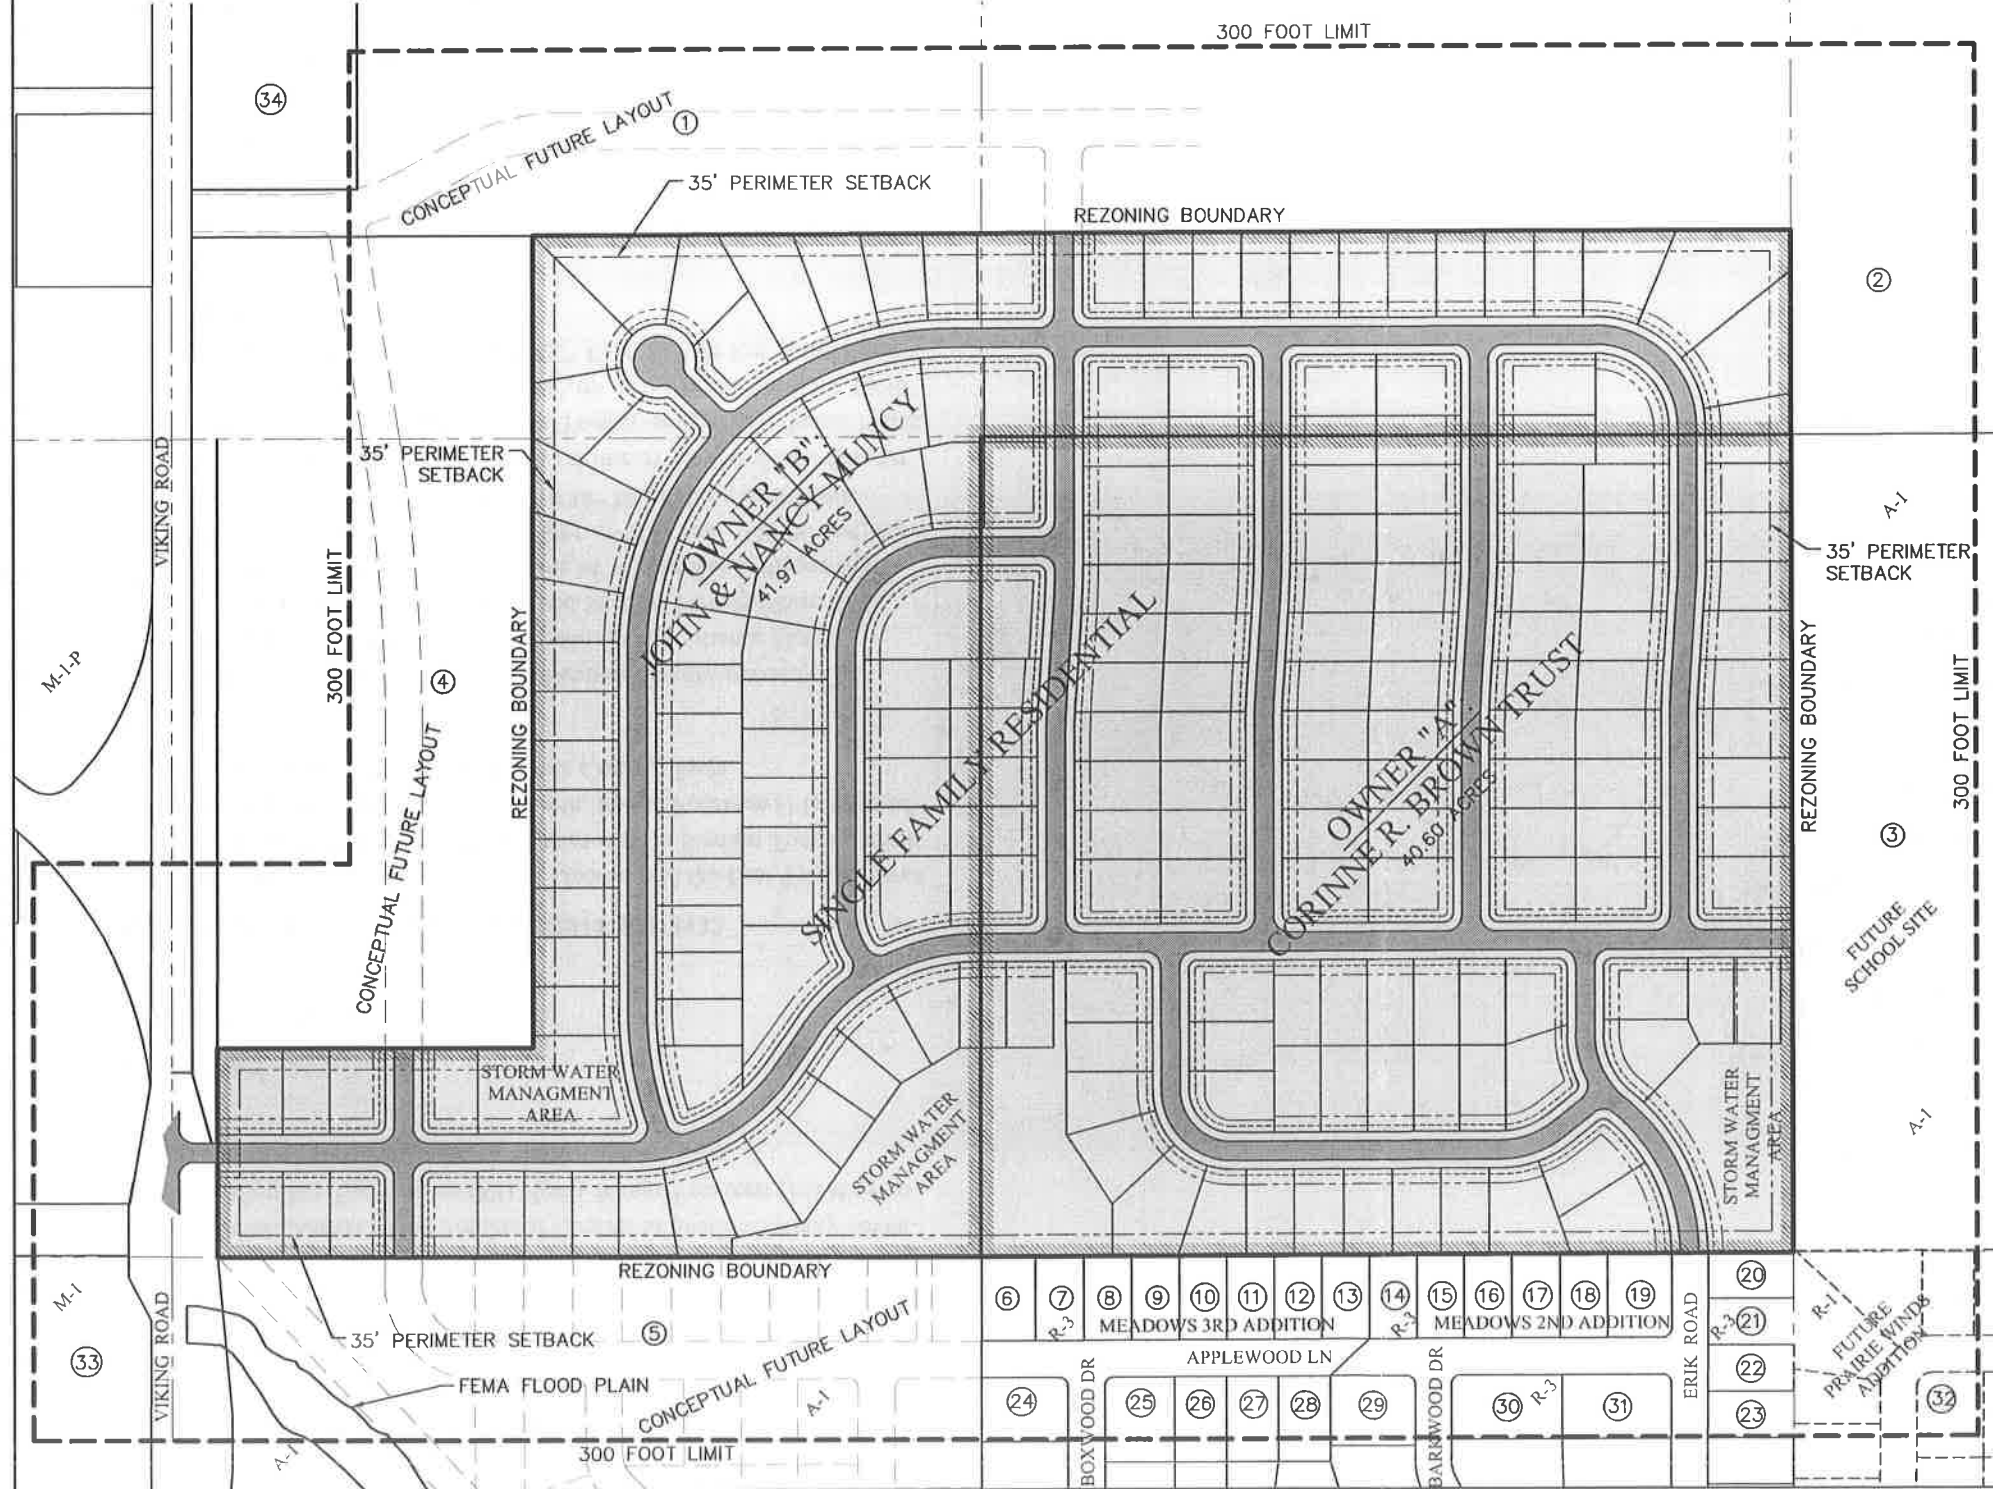 300 FOOT LIMIT
34
CONCEPTUAL FUTURE LAYOUT
1
35' PERIMETER SETBACK
REZONING BOUNDARY
2
VIKING ROAD
35' PERIMETER
SETBACK
300 FOOT LIMIT
OWNER "B":
JOHN & NANCY MUNCY
41.97 ACRES
A-1
35' PERIMETER
SETBACK
M-1-P
4
CONCEPTUAL FUTURE LAYOUT
REZONING BOUNDARY
SINGLE FAMILY RESIDENTIAL
OWNER "A":
CORINNE R. BROWN TRUST
40.60 ACRES
REZONING BOUNDARY
300 FOOT LIMIT
3
FUTURE
SCHOOL SITE
STORM WATER
MANAGMENT
AREA
STORM WATER
MANAGMENT
AREA
STORM WATER
MANAGMENT
AREA
A-1
REZONING BOUNDARY
M-1
33
VIKING ROAD
35' PERIMETER SETBACK
5
FEMA FLOOD PLAIN
CONCEPTUAL FUTURE LAYOUT
A-1
A-1
300 FOOT LIMIT
6
7
8
9
10
11
12
13
14
15
16
17
18
19
20
R-3
MEADOWS 3RD ADDITION
R-3
MEADOWS 2ND ADDITION
R-3
21
APPLEWOOD LN
22
23
24
BOXWOOD DR
25
26
27
28
29
BARKWOOD DR
30
R-3
31
ERIK ROAD
R-1
FUTURE
PRAIRIE WINDS
ADDITION
32